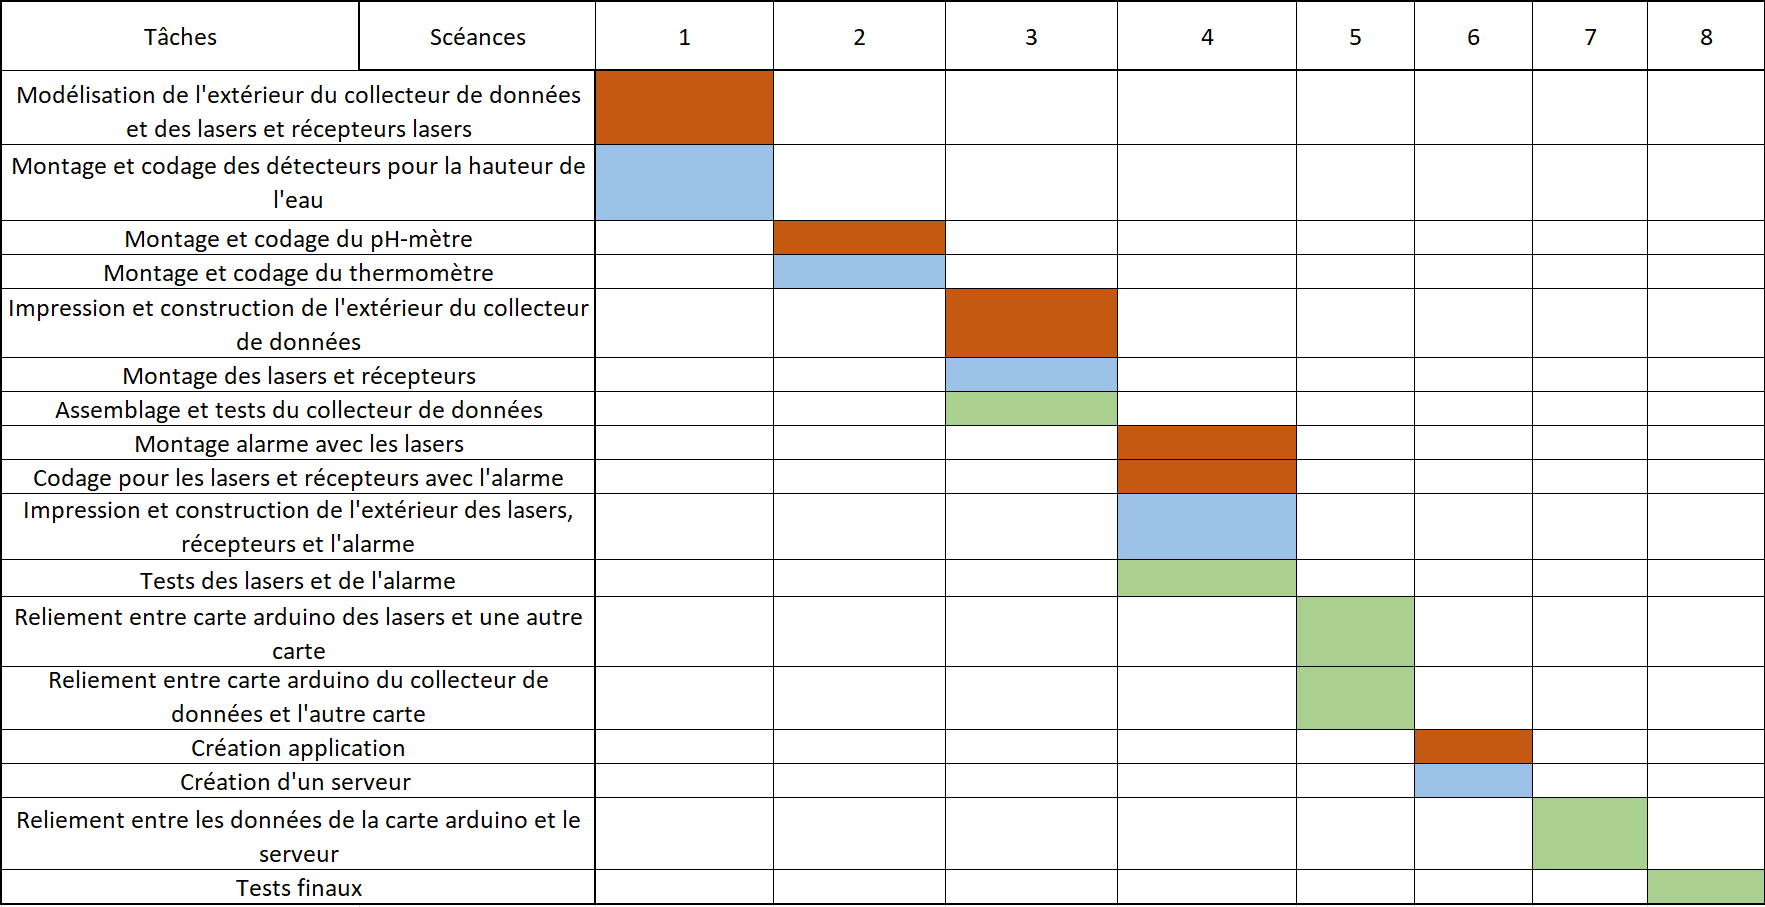 Tâches
Scéances
1
2
3
4
5
6
7
8
Modélisation de l'extérieur du collecteur de données
et des lasers et récepteurs lasers
Montage et codage des détecteurs pour la hauteur de
l'eau
Montage et codage du pH-mètre
Montage et codage du thermomètre
Impression et construction de l'extérieur du collecteur
de données
Montage des lasers et récepteurs
Assemblage et tests du collecteur de données
Montage alarme avec les lasers
Codage pour les lasers et récepteurs avec l'alarme
Impression et construction de l'extérieur des lasers,
récepteurs et l'alarme
Tests des lasers et de l'alarme
Reliement entre carte arduino des lasers et une autre
carte
Reliement entre carte arduino du collecteur de
données et l'autre carte
Création application
Création d'un serveur
Reliement entre les données de la carte arduino et le
serveur
Tests finaux